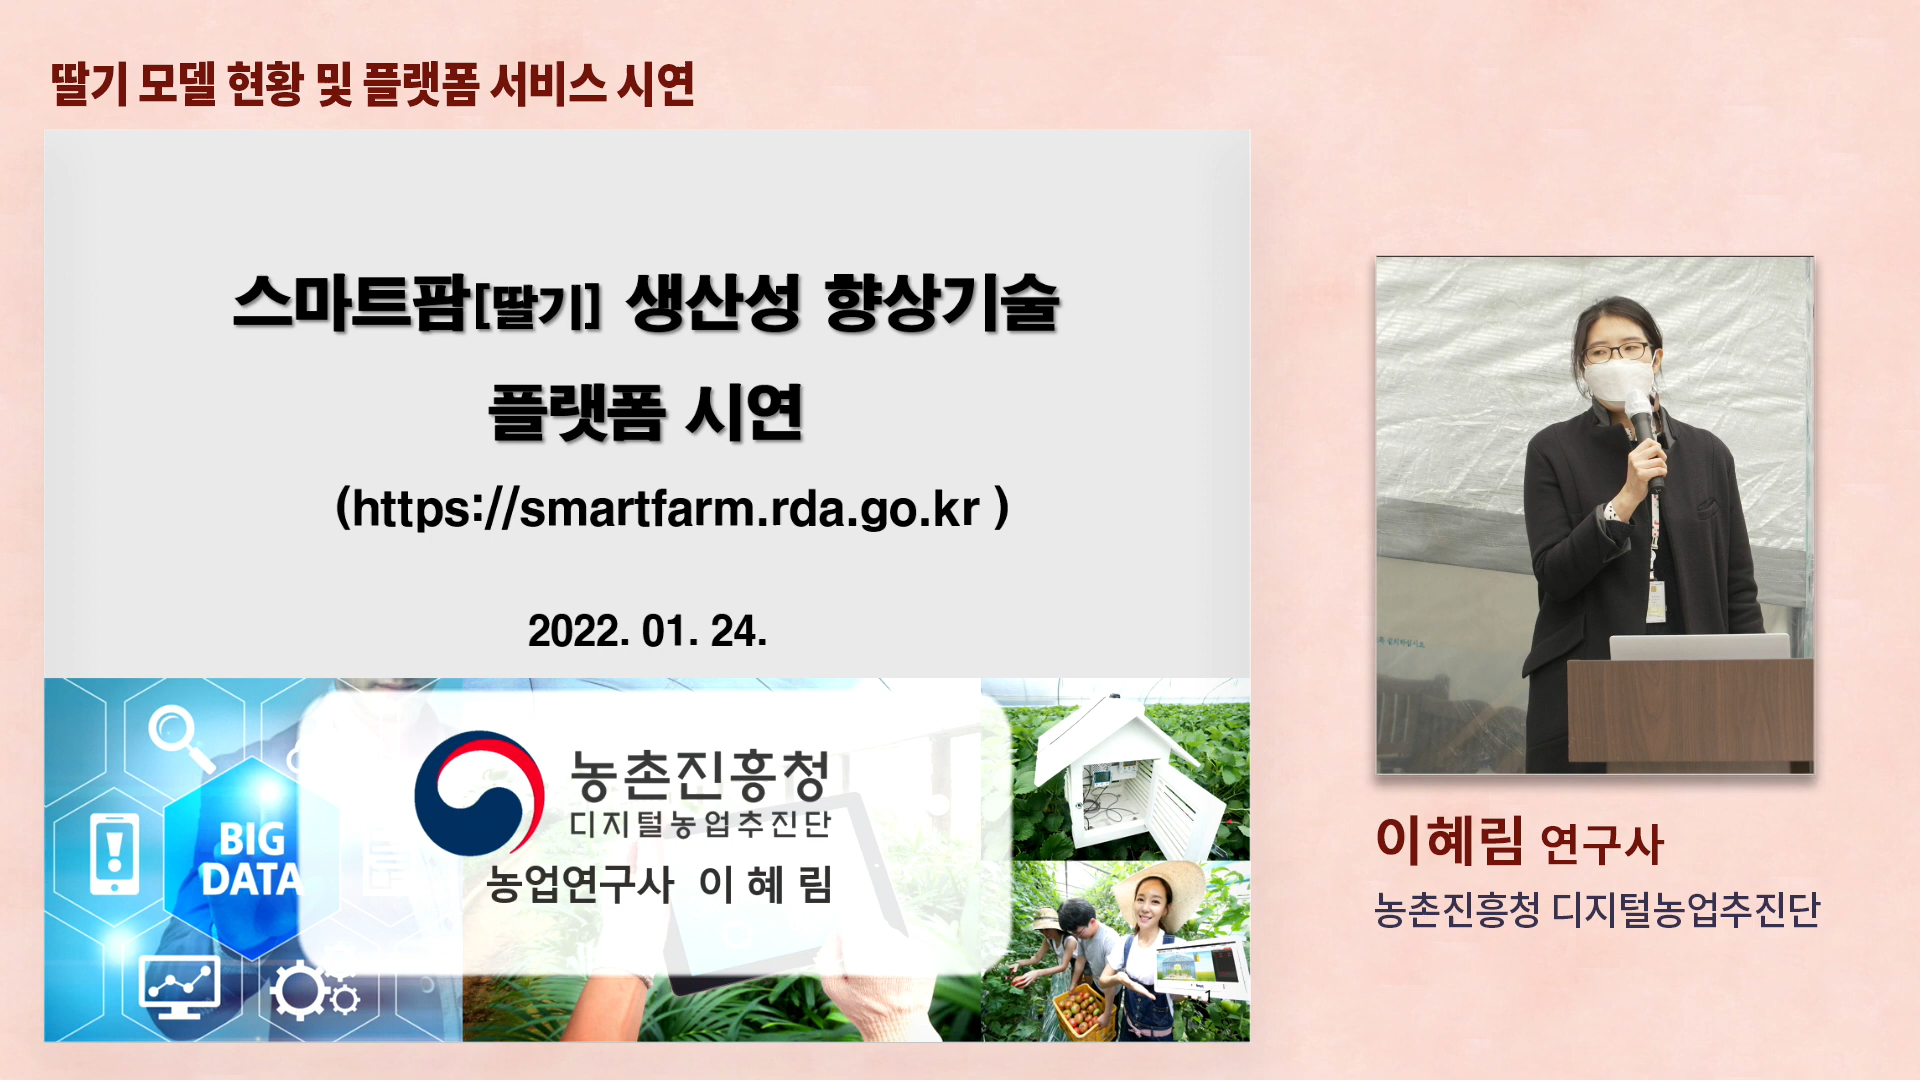 딸기 모델 현황 및 플랫폼 서비스 시연
스마트팜[딸기] 생산성 향상기술
플랫폼 시연
(https://smartfarm.rda.go.kr )
2022. 01. 24.
BIG
DATA
농촌진흥청
디지털농업추진단
농업연구사 이 혜 림
이혜림 연구사
농촌진흥청 디지털농업추진단